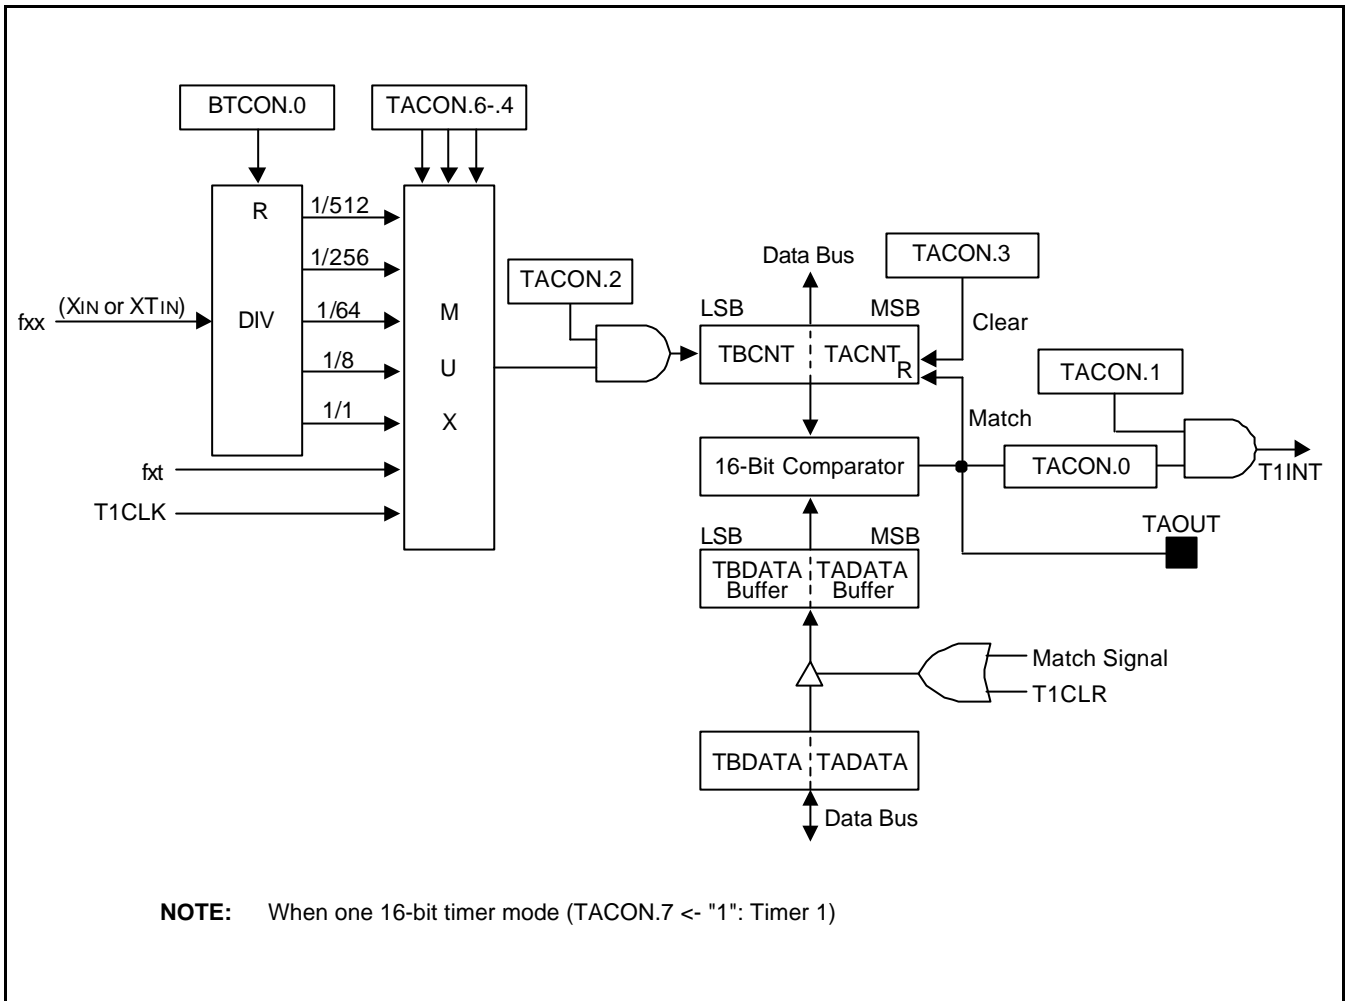 BTCON.0
TACON.6-.4
R
1/512
1/256
1/64
1/8
1/1
fxx
(XIN or XTIN)
DIV
fxt
T1CLK
M
U
X
TACON.2
Data Bus
TACON.3
LSB
MSB
Clear
TBCNT
TACNT
R
TACON.1
Match
16-Bit Comparator
TACON.0
T1INT
TAOUT
LSB
MSB
TBDATA
Buffer
TADATA
Buffer
Match Signal
T1CLR
TBDATA
TADATA
Data Bus
NOTE: When one 16-bit timer mode (TACON.7 <- "1": Timer 1)